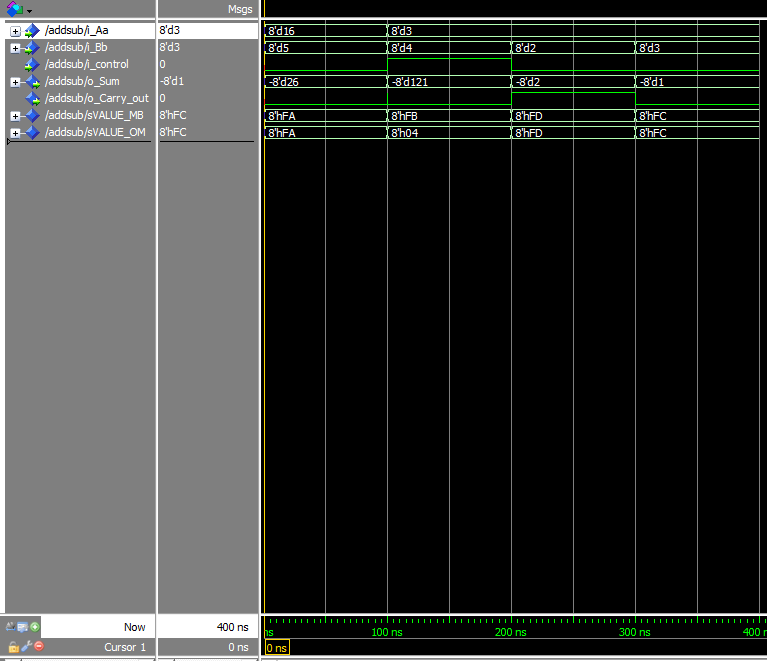 Msgs
/addsub/i_Aa 8'd3 8'd16 8'd3
/addsub/i_Bb 8'd3 8'd5 8'd4 8'd2 8'd3
/addsub/i_control 0
/addsub/o_Sum -8'd1 -8'd26 -8'd121 -8'd2 -8'd1
/addsub/o_Carry_out 0
/addsub/sVALUE_MB 8'hFC 8'hFA 8'hFB 8'hFD 8'hFC
/addsub/sVALUE_OM 8'hFC 8'hFA 8'h04 8'hFD 8'hFC
Now 400 ns ns 100 ns 200 ns 300 ns 400 n
Cursor 1 0 ns 0 ns